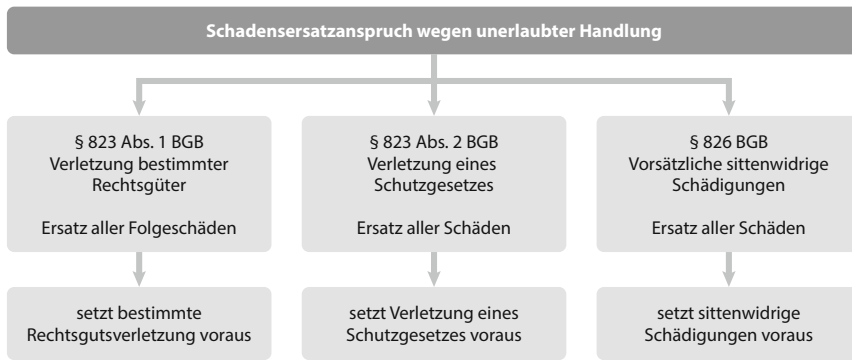 Schadensersatzanspruch wegen unerlaubter Handlung
§ 823 Abs. 1 BGB
Verletzung bestimmter
Rechtsgüter
Ersatz aller Folgeschäden
§ 823 Abs. 2 BGB
Verletzung eines
Schutzgesetzes
Ersatz aller Schäden
§ 826 BGB
Vorsätzliche sittenwidrige
Schädigungen
Ersatz aller Schäden
setzt bestimmte
Rechtsgutsverletzung voraus
setzt Verletzung eines
Schutzgesetzes voraus
setzt sittenwidrige
Schädigungen voraus